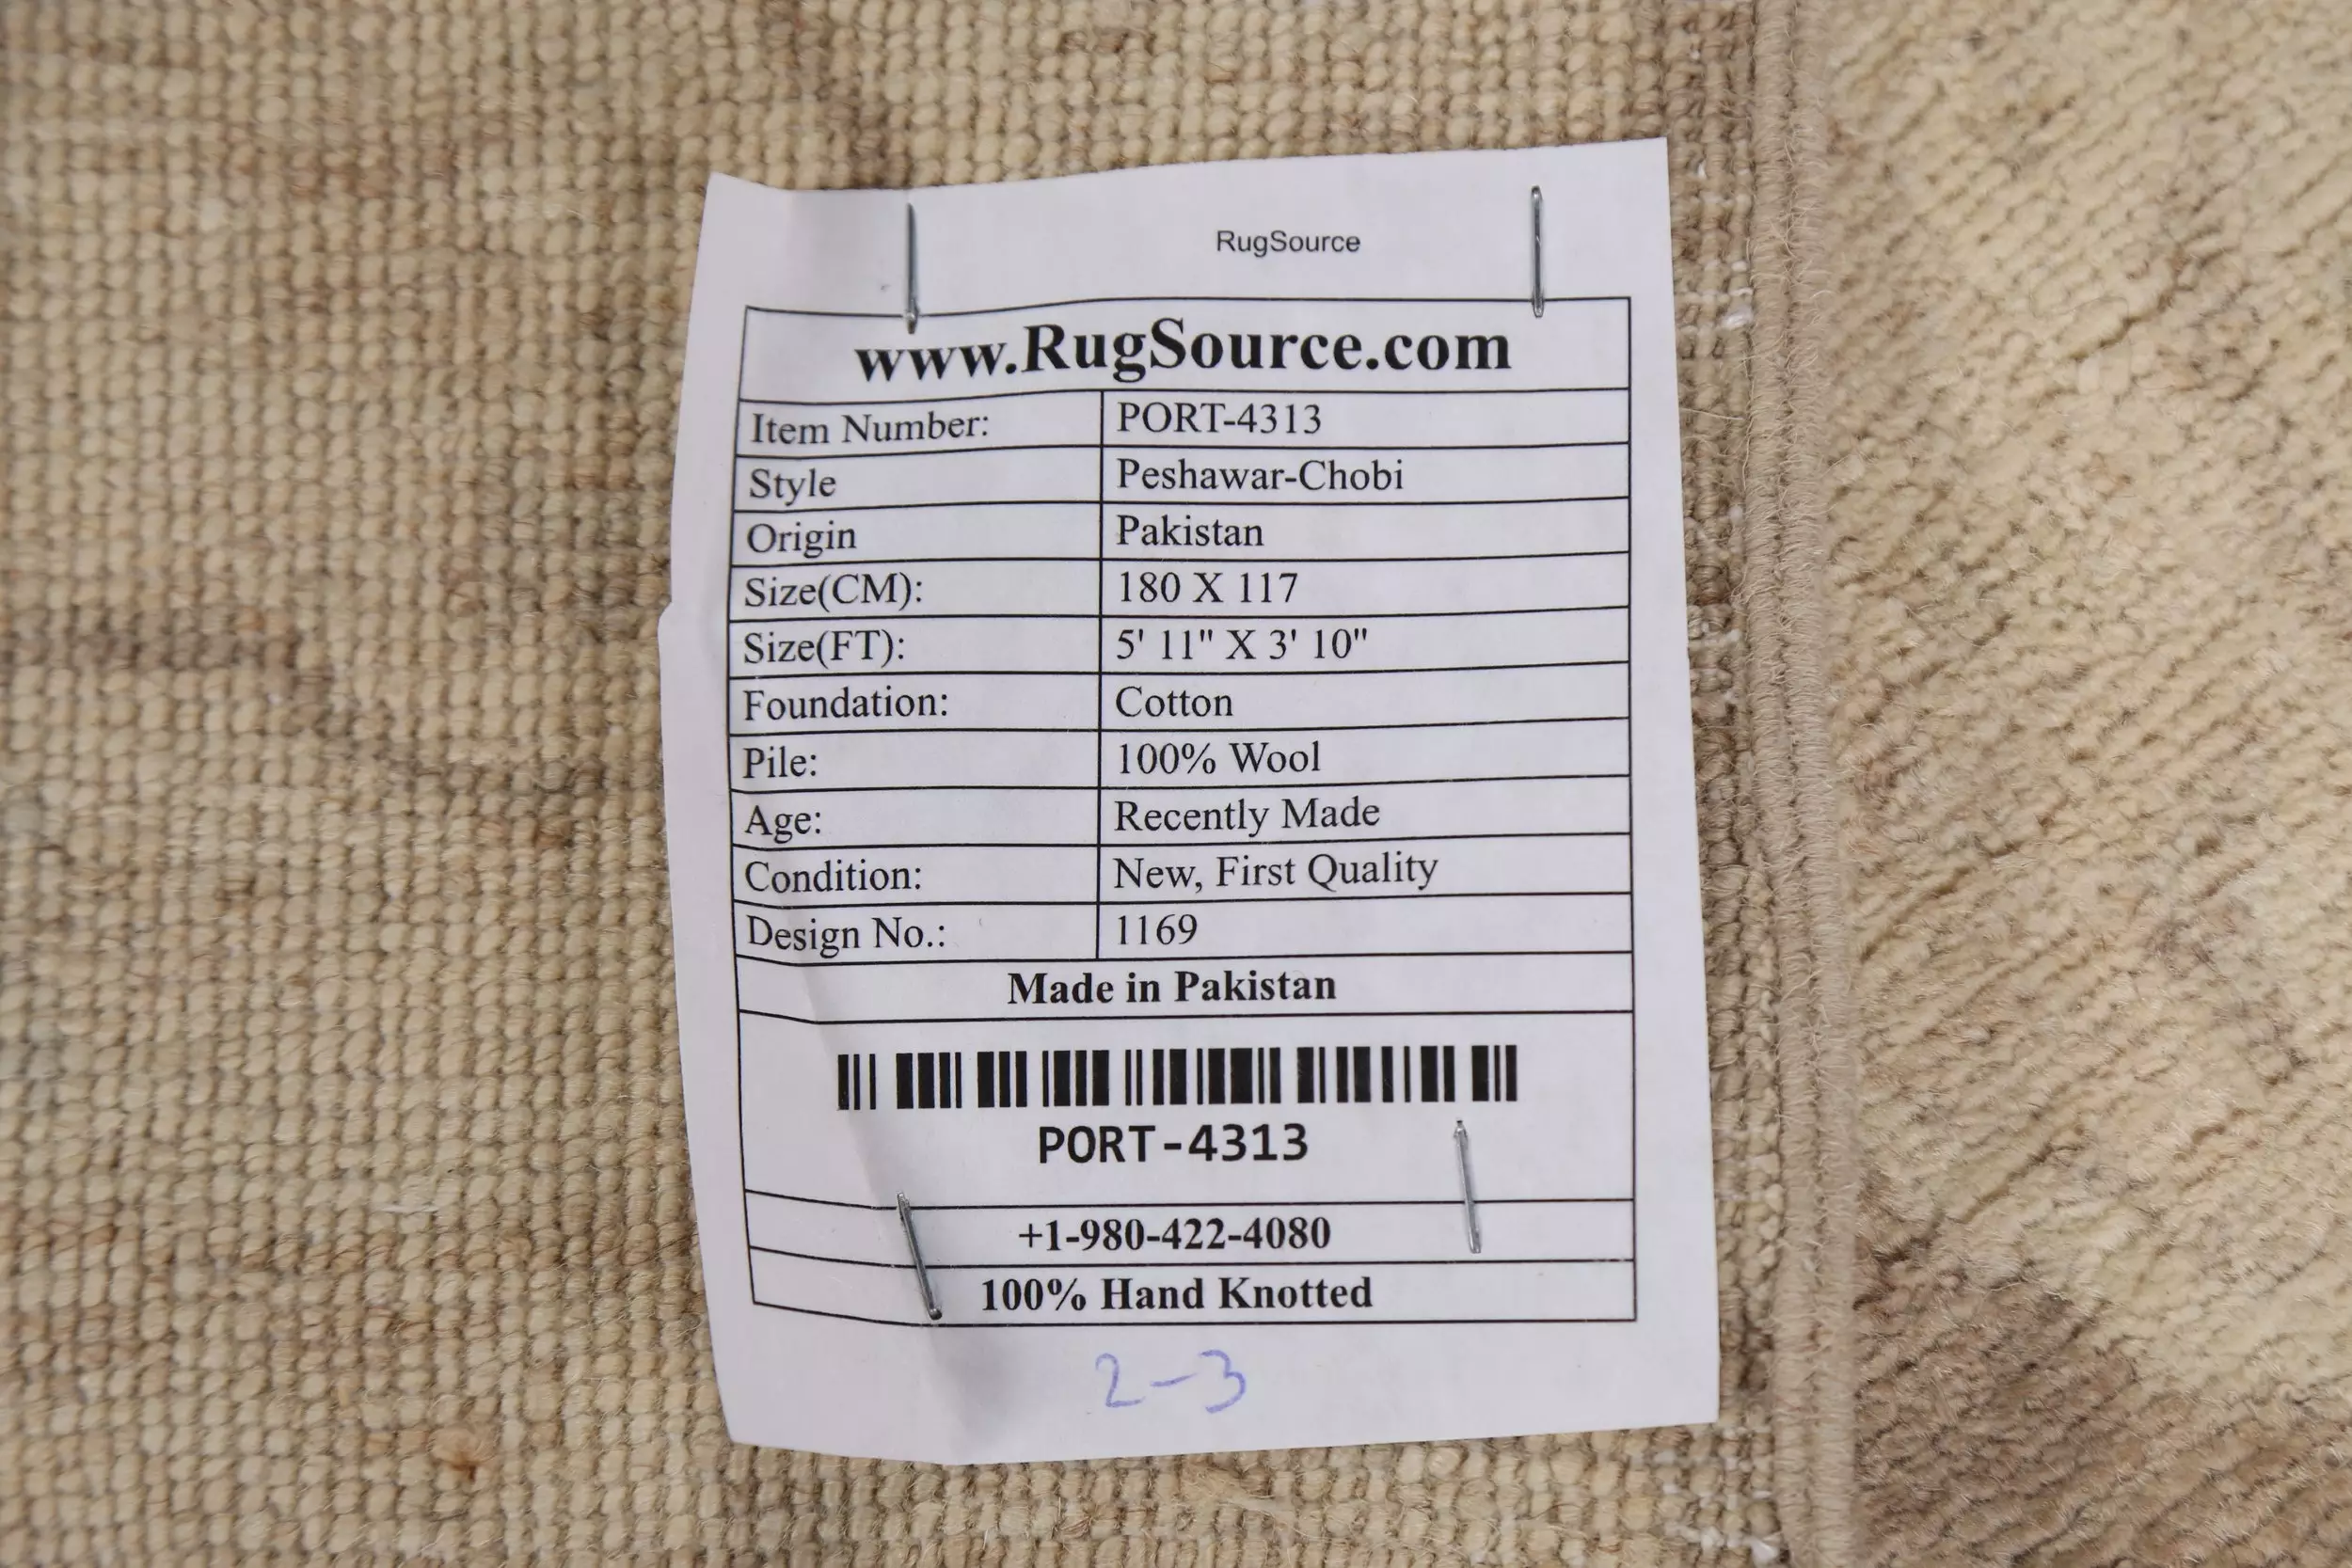 RugSource
www.RugSource.com
Item Number: PORT-4313
Style Peshawar-Chobi
Origin Pakistan
Size(CM): 180 X 117
Size(FT): 5' 11" X 3' 10"
Foundation: Cotton
Pile: 100% Wool
Age: Recently Made
Condition: New, First Quality
Design No.: 1169
Made in Pakistan
PORT-4313
+1-980-422-4080
100% Hand Knotted
2-3